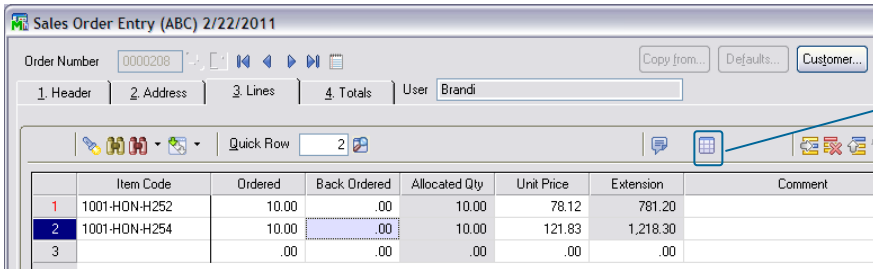 Sales Order Entry (ABC) 2/22/2011
Order Number 0000208 Copy from... Defaults... Customer...
1. Header 2. Address 3. Lines 4. Totals User Brandi
Quick Row 2
Item Code Ordered Back Ordered Allocated Qty Unit Price Extension Comment
1 1001-HON-H252 10.00 .00 10.00 78.12 781.20
2 1001-HON-H254 10.00 .00 10.00 121.83 1,218.30
3 .00 .00 .00 .00 .00